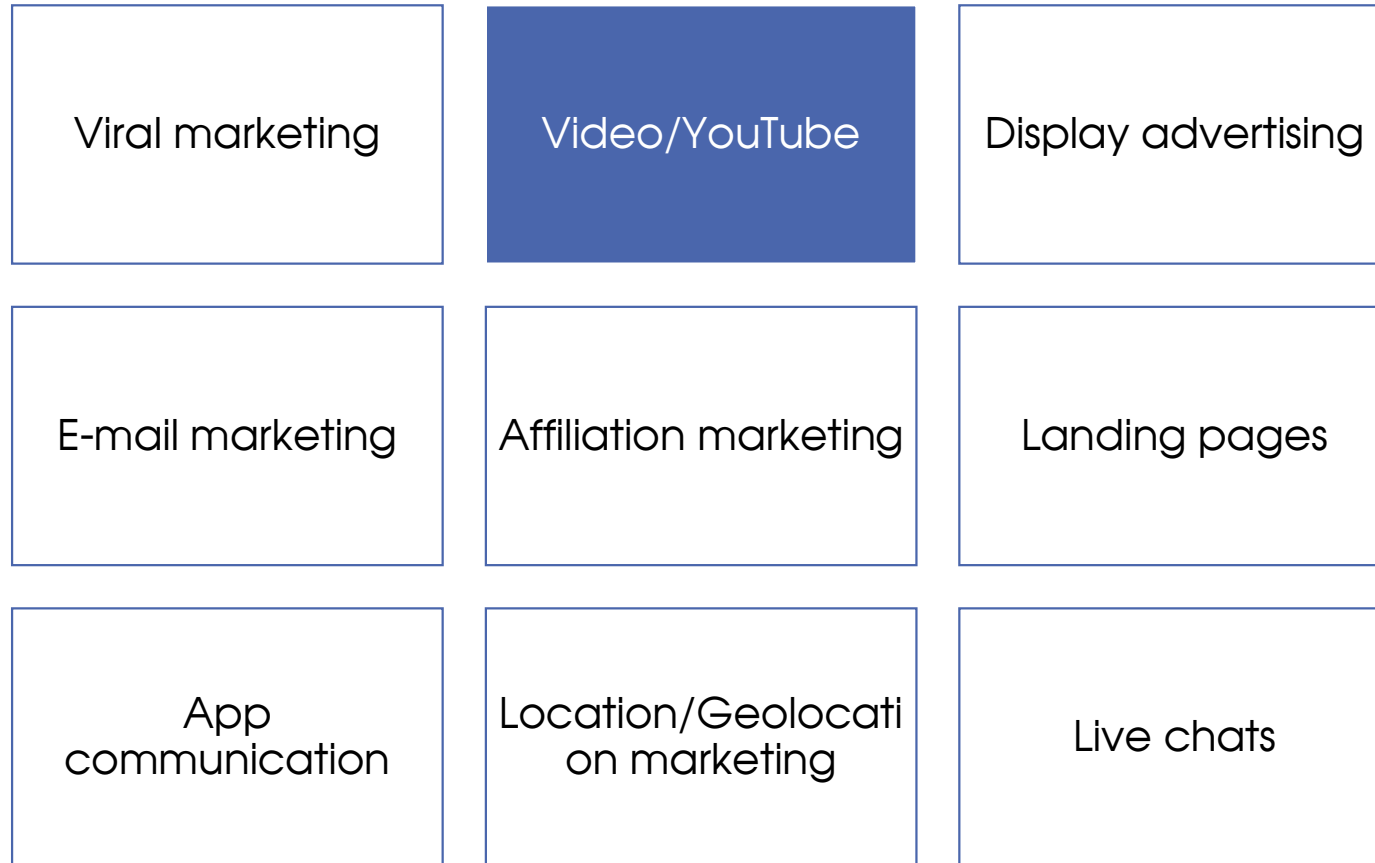 Viral marketing
Video/YouTube
Display advertising
E-mail marketing
Affiliation marketing
Landing pages
App
communication
Location/Geolocati
on marketing
Live chats